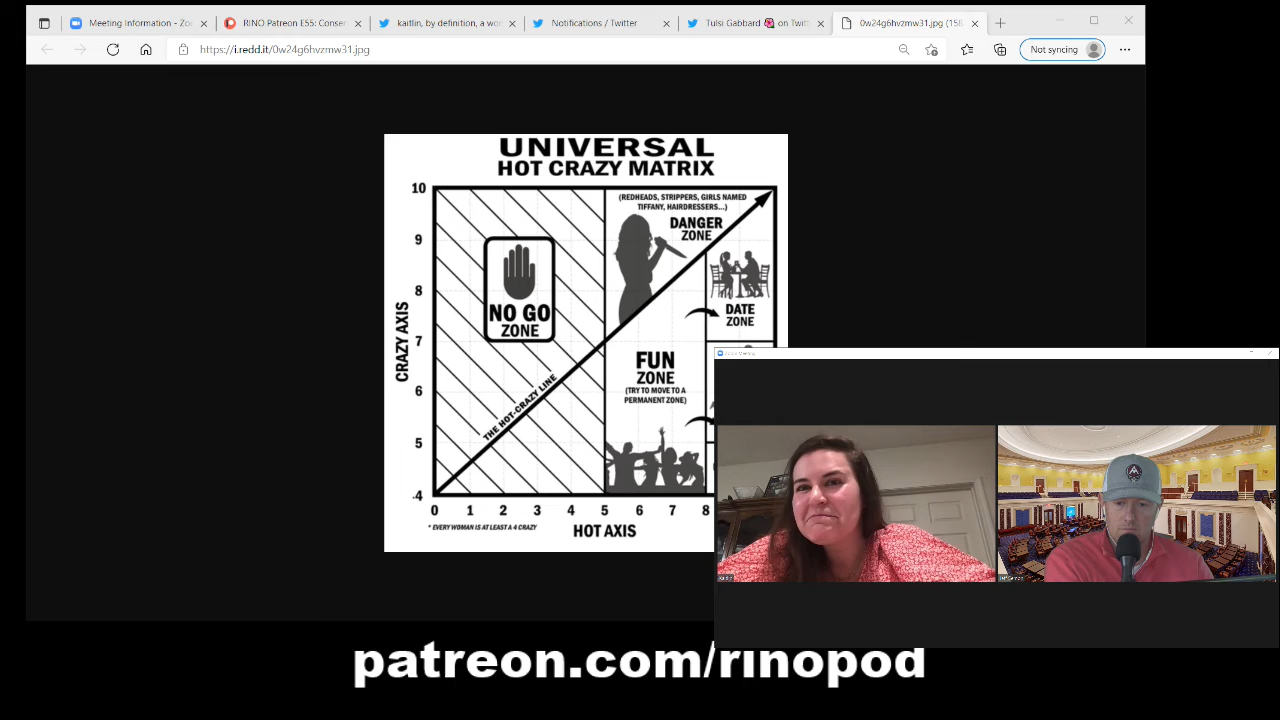 Meeting Information - Zo
RINO Patreon E55: Conser
kaitlin, by definition, a wo
Notifications / Twitter
Tulsi Gabbard 🌺 on Twitt
0w24g6hvzmw31.jpg (158
https://i.redd.it/0w24g6hvzmw31.jpg
Not syncing
UNIVERSAL
HOT CRAZY MATRIX
10
9
8
7
6
5
4
CRAZY AXIS
(REDHEADS, STRIPPERS, GIRLS NAMED
TIFFANY, HAIRDRESSERS...)
DANGER
ZONE
NO GO
ZONE
DATE
ZONE
FUN
ZONE
(TRY TO MOVE TO A
PERMANENT ZONE)
THE HOT-CRAZY LINE
0 1 2 3 4 5 6 7 8
* EVERY WOMAN IS AT LEAST A 4 CRAZY
HOT AXIS
Zoom Meeting
patreon.com/rinopod